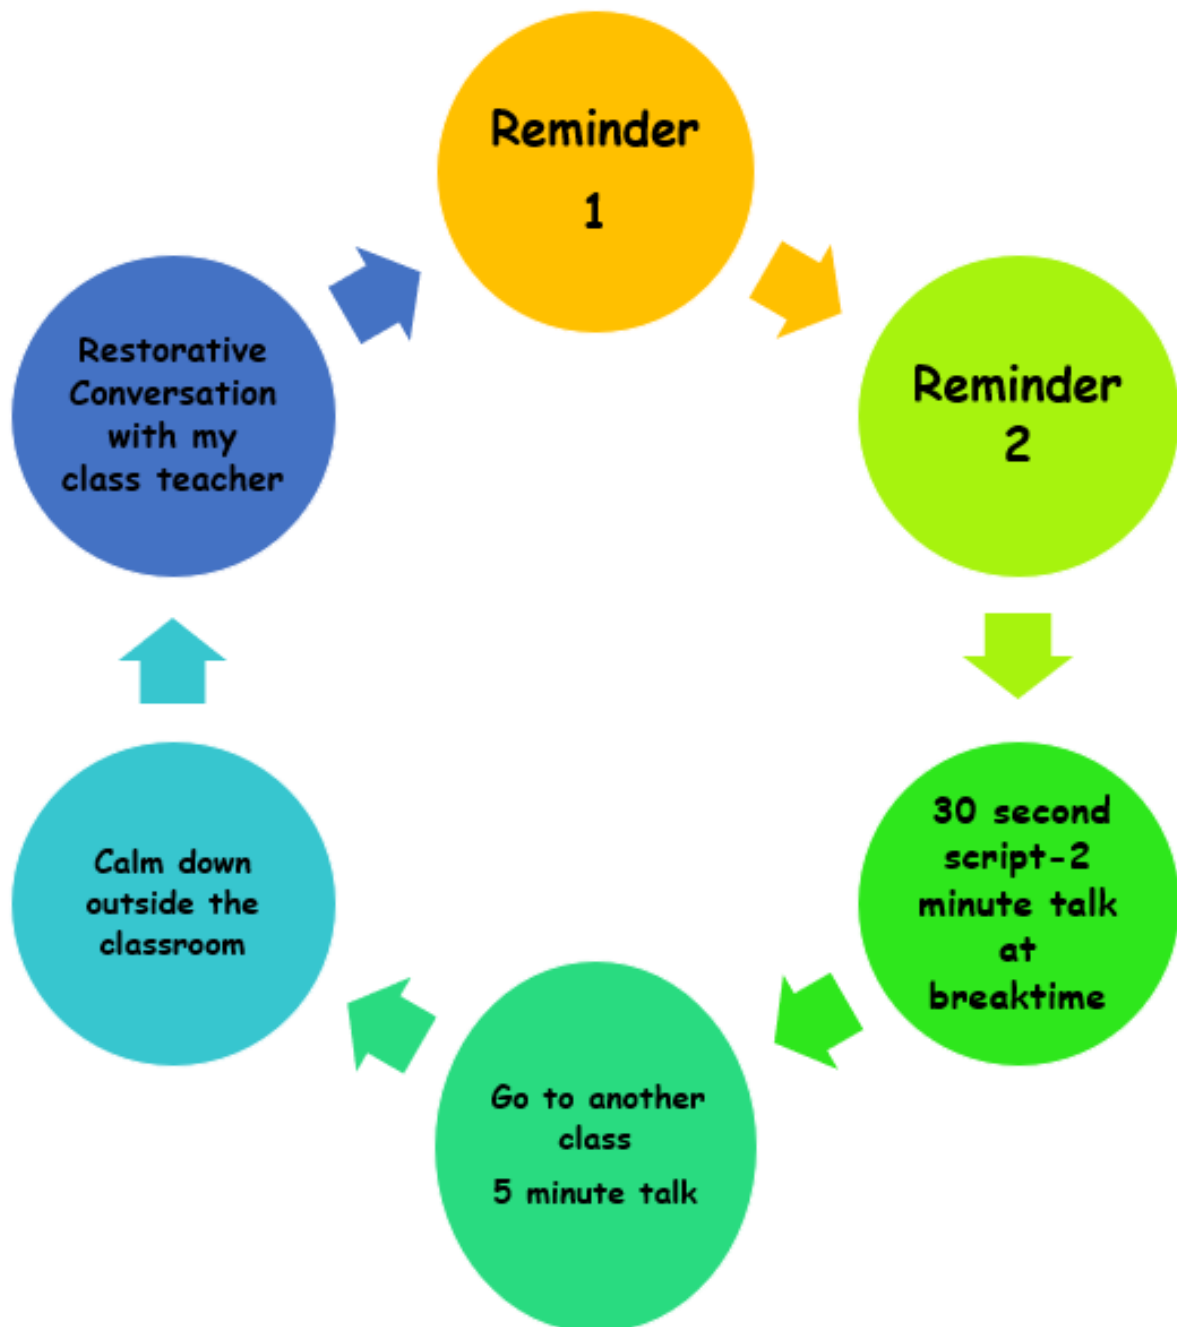 Reminder
1
Reminder
2
30 second
script-2
minute talk
at
breaktime
Go to another
class
5 minute talk
Calm down
outside the
classroom
Restorative
Conversation
with my
class teacher